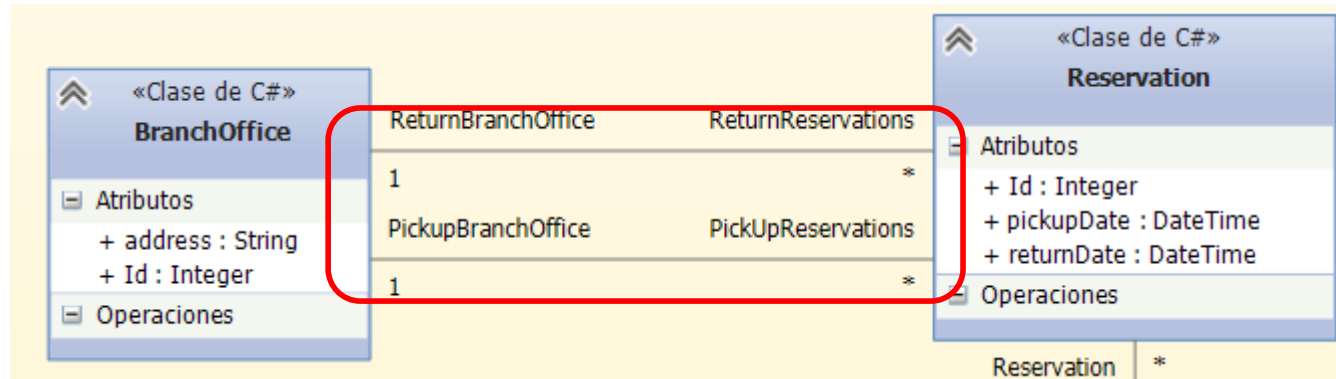 «Clase de C#»
BranchOffice
Atributos
+ address : String
+ Id : Integer
Operaciones
ReturnBranchOffice ReturnReservations
1 *
PickupBranchOffice PickUpReservations
1 *
«Clase de C#»
Reservation
Atributos
+ Id : Integer
+ pickupDate : DateTime
+ returnDate : DateTime
Operaciones
Reservation *